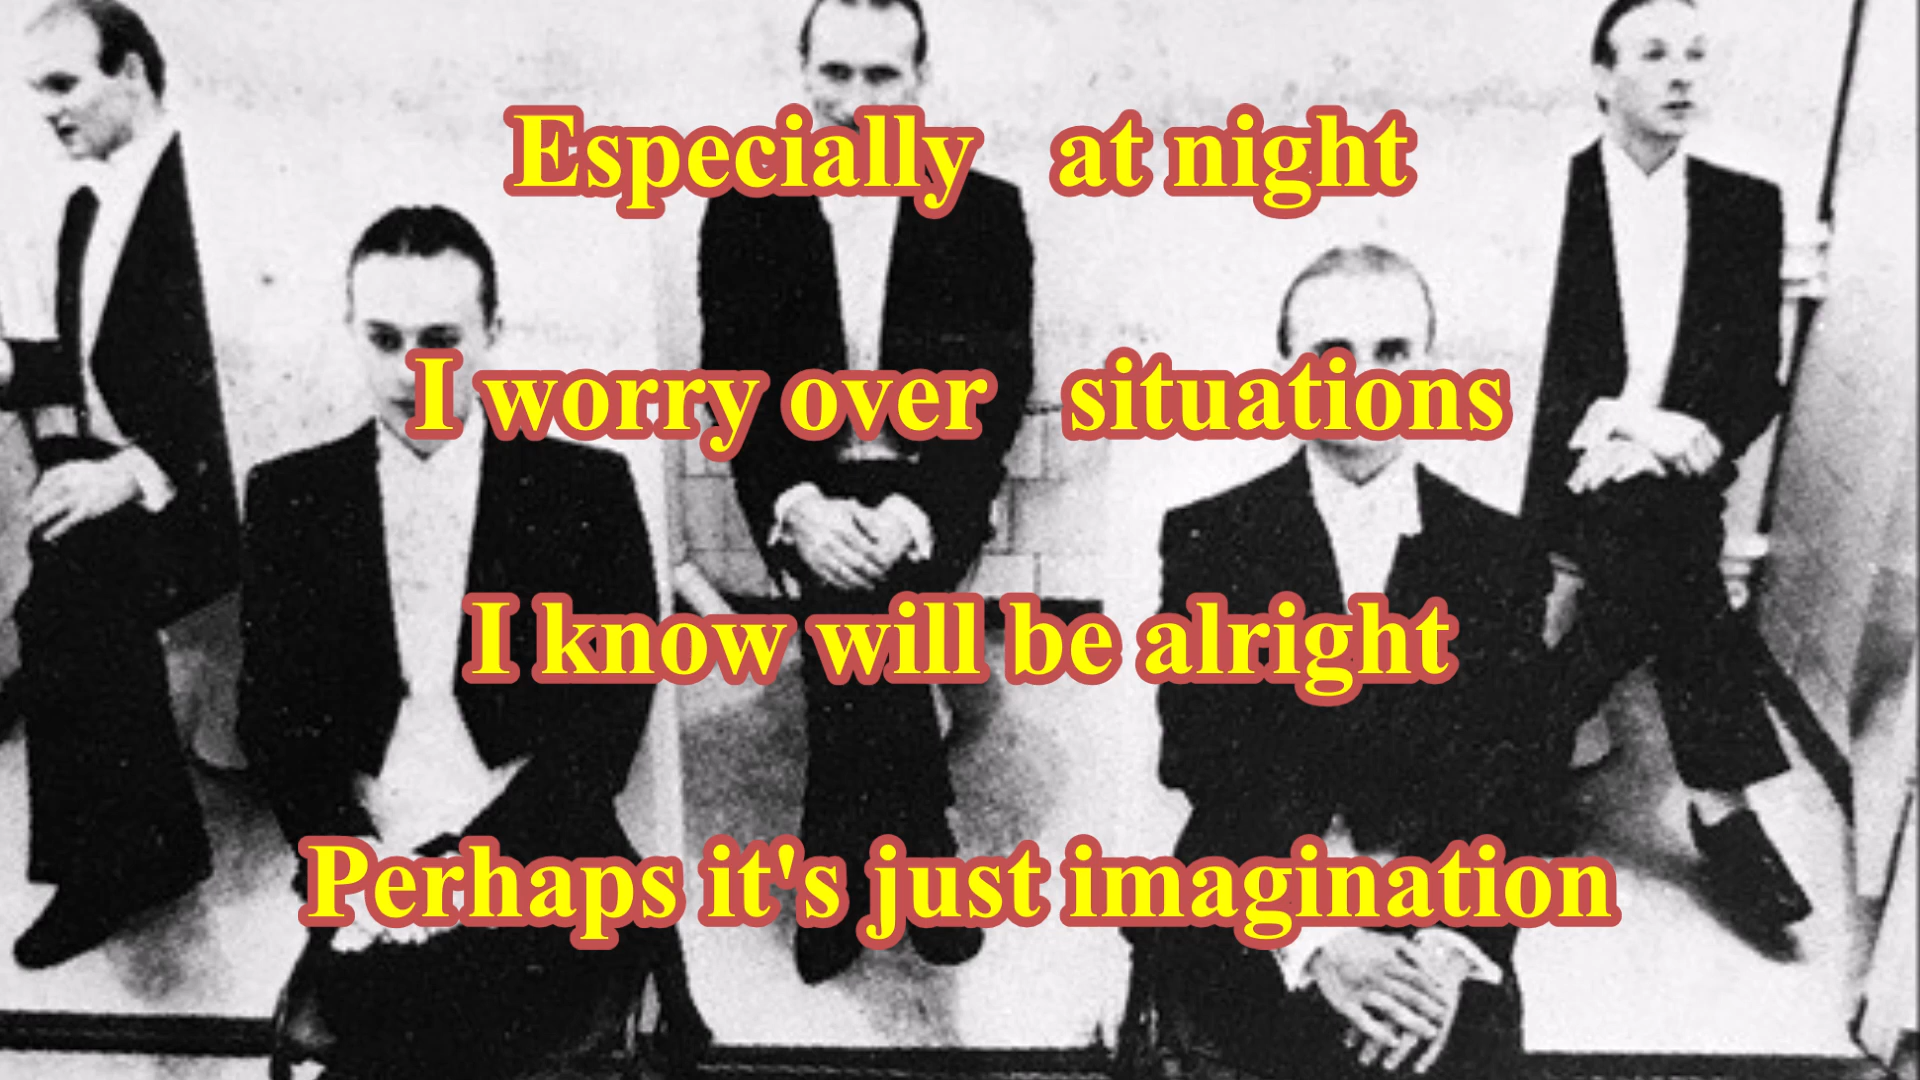 Especially at night
I worry over situations
I know will be alright
Perhaps it's just imagination